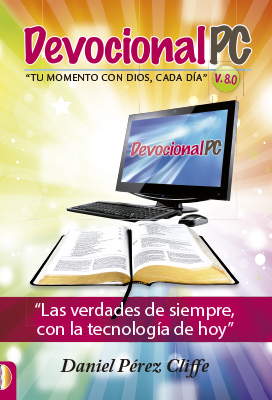 DevocionalPC
“TU MOMENTO CON DIOS, CADA DÍA”
V. 8.0
DevocionalPC
“Las verdades de siempre,
con la tecnología de hoy”
Daniel Pérez Cliffe